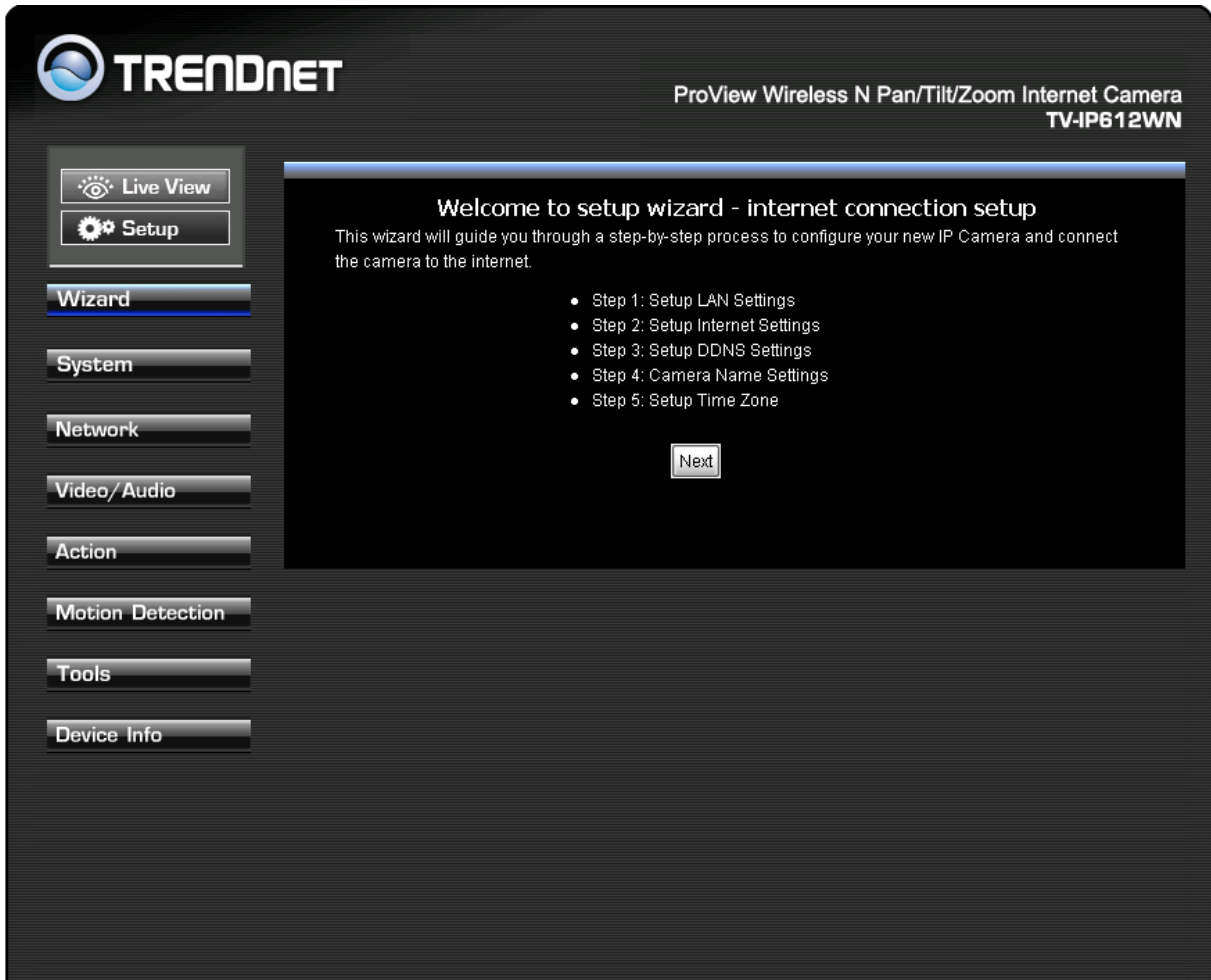 TRENDNET
ProView Wireless N Pan/Tilt/Zoom Internet Camera
TV-IP612WN
Live View
Setup
Wizard
System
Network
Video/Audio
Action
Motion Detection
Tools
Device Info
Welcome to setup wizard - internet connection setup
This wizard will guide you through a step-by-step process to configure your new IP Camera and connect
the camera to the internet.
• Step 1: Setup LAN Settings
• Step 2: Setup Internet Settings
• Step 3: Setup DDNS Settings
• Step 4: Camera Name Settings
• Step 5: Setup Time Zone
Next